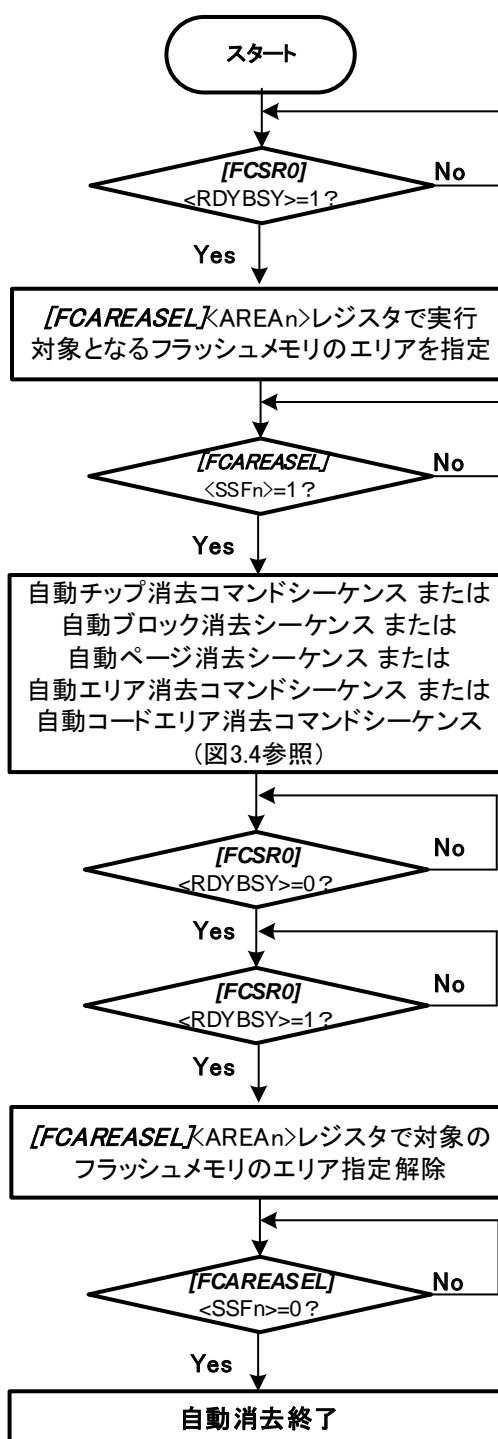 スタート
[FCSR0]
<RDYBSY>=1?
No
Yes
[FCAREASEL]<AREAn>レジスタで実行
対象となるフラッシュメモリのエリアを指定
[FCAREASEL]
<SSFn>=1?
No
Yes
自動チップ消去コマンドシーケンス または
自動ブロック消去シーケンス または
自動ページ消去シーケンス または
自動エリア消去コマンドシーケンス または
自動コードエリア消去コマンドシーケンス
(図3.4参照)
[FCSR0]
<RDYBSY>=0?
No
Yes
[FCSR0]
<RDYBSY>=1?
No
Yes
[FCAREASEL]<AREAn>レジスタで対象の
フラッシュメモリのエリア指定解除
[FCAREASEL]
<SSFn>=0?
No
Yes
自動消去終了